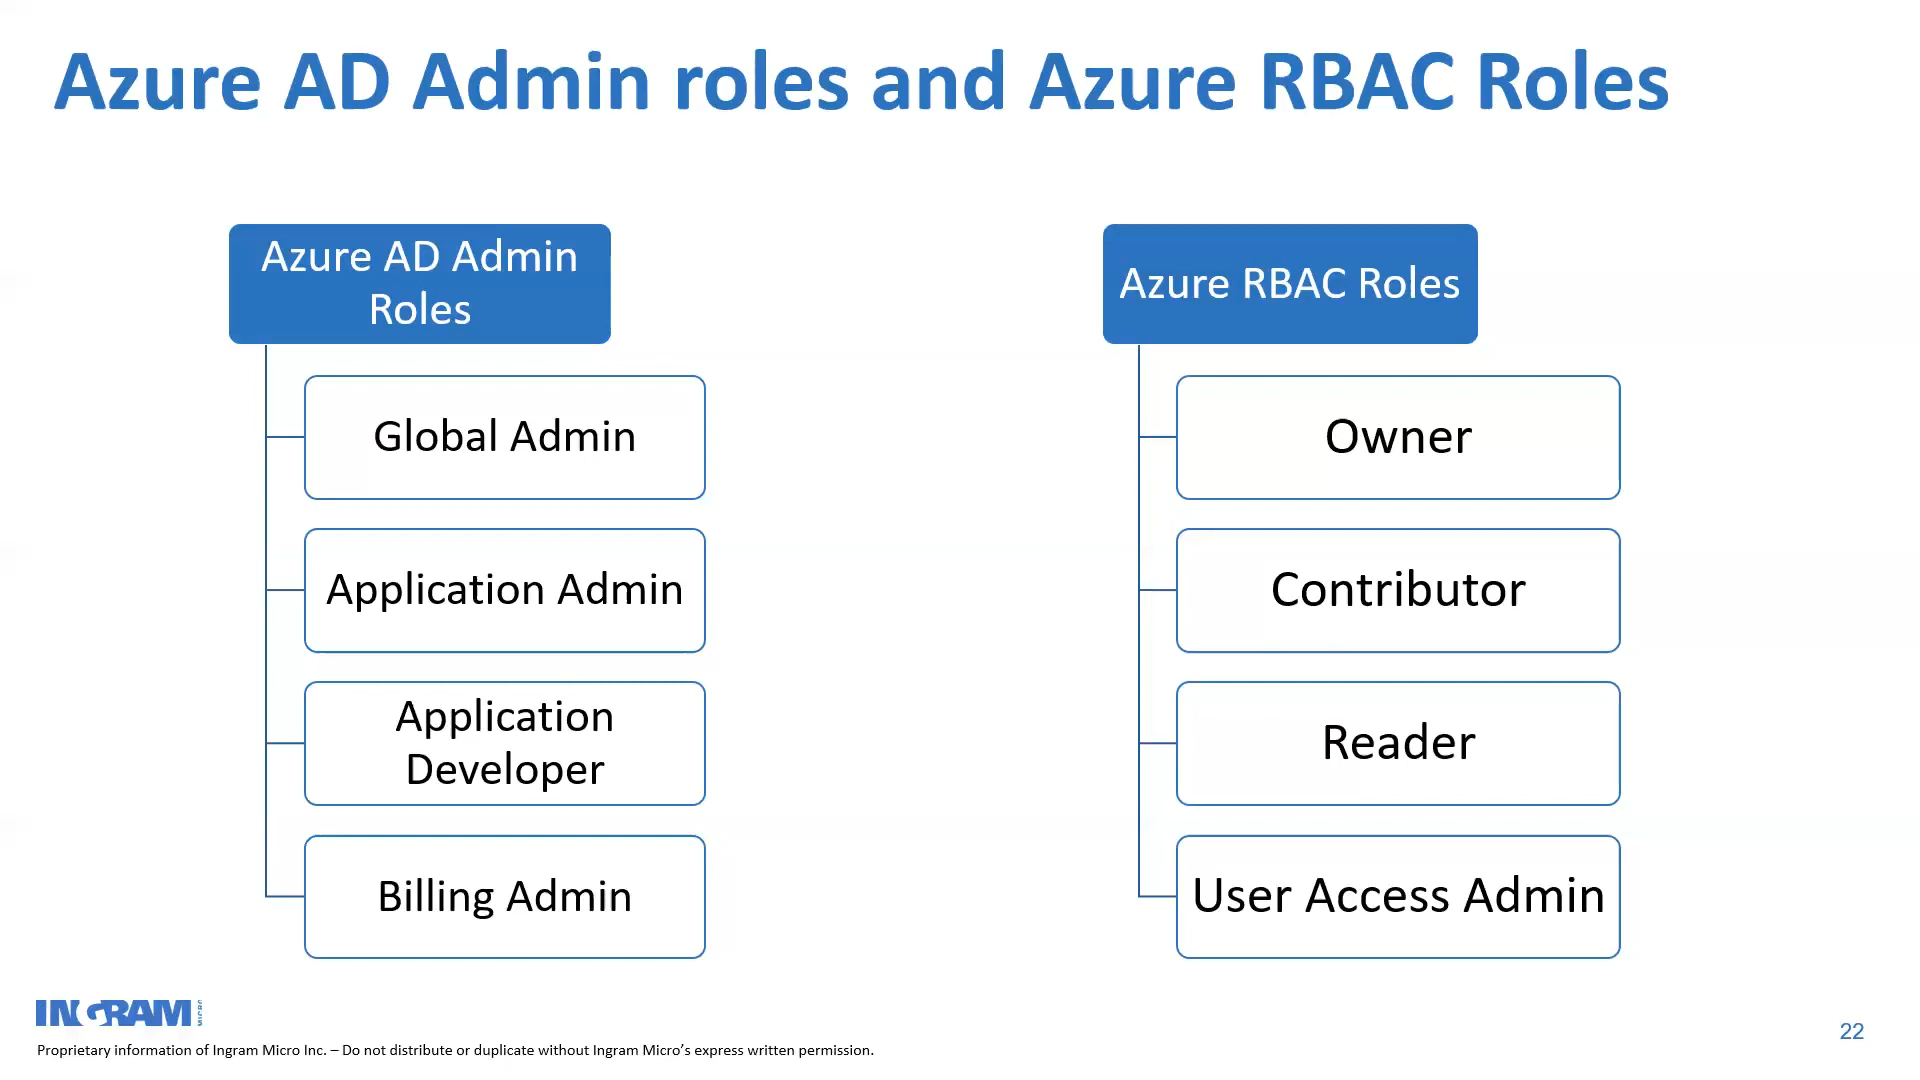 Azure AD Admin roles and Azure RBAC Roles
Azure AD Admin
Roles
Global Admin
Application Admin
Application
Developer
Billing Admin
Azure RBAC Roles
Owner
Contributor
Reader
User Access Admin
INGRAM MICRO
Proprietary information of Ingram Micro Inc. – Do not distribute or duplicate without Ingram Micro’s express written permission.
22